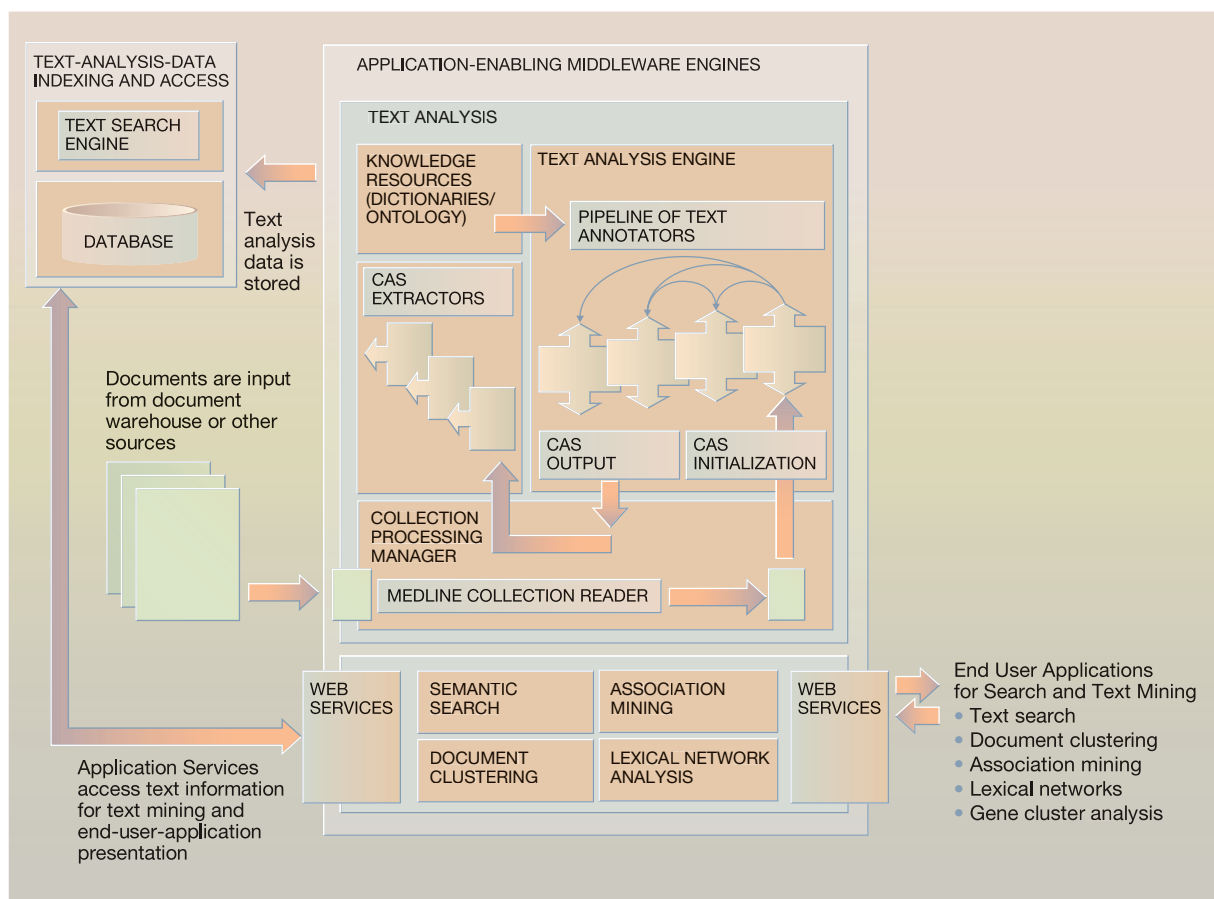 TEXT-ANALYSIS-DATA
INDEXING AND ACCESS
TEXT SEARCH
ENGINE
DATABASE
Text
analysis
data is
stored
APPLICATION-ENABLING MIDDLEWARE ENGINES
TEXT ANALYSIS
KNOWLEDGE
RESOURCES
(DICTIONARIES/
ONTOLOGY)
TEXT ANALYSIS ENGINE
PIPELINE OF TEXT
ANNOTATORS
CAS
EXTRACTORS
CAS
OUTPUT
CAS
INITIALIZATION
Documents are input
from document
warehouse or other
sources
COLLECTION
PROCESSING
MANAGER
MEDLINE COLLECTION READER
WEB
SERVICES
SEMANTIC
SEARCH
ASSOCIATION
MINING
DOCUMENT
CLUSTERING
LEXICAL NETWORK
ANALYSIS
WEB
SERVICES
End User Applications
for Search and Text Mining
• Text search
• Document clustering
• Association mining
• Lexical networks
• Gene cluster analysis
Application Services
access text information
for text mining and
end-user-application
presentation